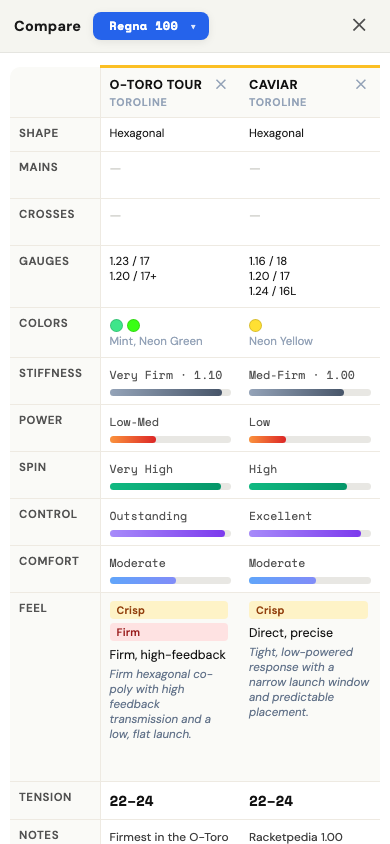 Compare Regna 100
O-TORO TOUR CAVIAR
TOROLINE TOROLINE
SHAPE Hexagonal Hexagonal
MAINS — —
CROSSES — —
GAUGES 1.23 / 17 1.16 / 18
1.20 / 17+ 1.20 / 17
1.24 / 16L
COLORS
Mint, Neon Green Neon Yellow
STIFFNESS Very Firm · 1.10 Med-Firm · 1.00
POWER Low-Med Low
SPIN Very High High
CONTROL Outstanding Excellent
COMFORT Moderate Moderate
FEEL
Crisp
Firm
Firm, high-feedback
Firm hexagonal co-
poly with high
feedback
transmission and a
low, flat launch.
Crisp
Direct, precise
Tight, low-powered
response with a
narrow launch window
and predictable
placement.
TENSION 22–24 22–24
NOTES Firmest in the O-Toro Racketpedia 1.00